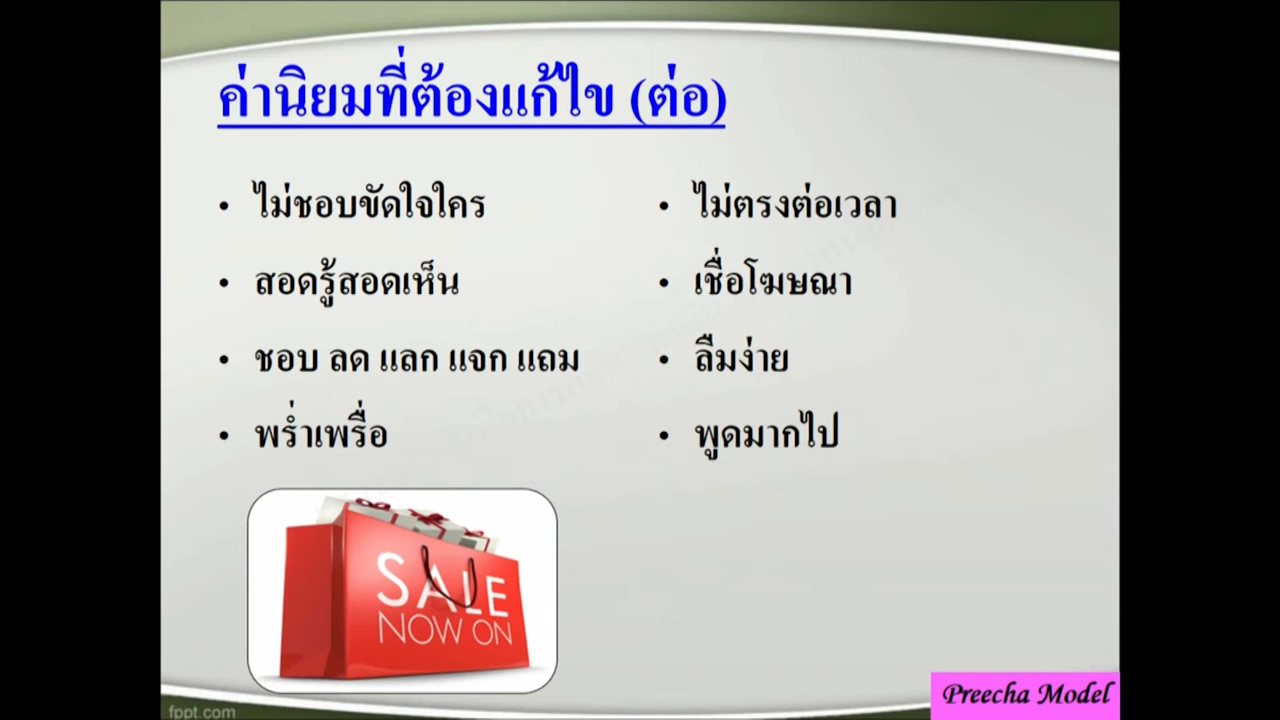 ค่านิยมที่ต้องแก้ไข (ต่อ)
• ไม่ชอบขัดใจใคร
• สอดรู้สอดเห็น
• ชอบ ลด แลก แจก แถม
• พร่ำเพรื่อ
• ไม่ตรงต่อเวลา
• เชื่อโฆษณา
• ลืมง่าย
• พูดมากไป
SALE
NOW ON
Preecha Model
fppt.com